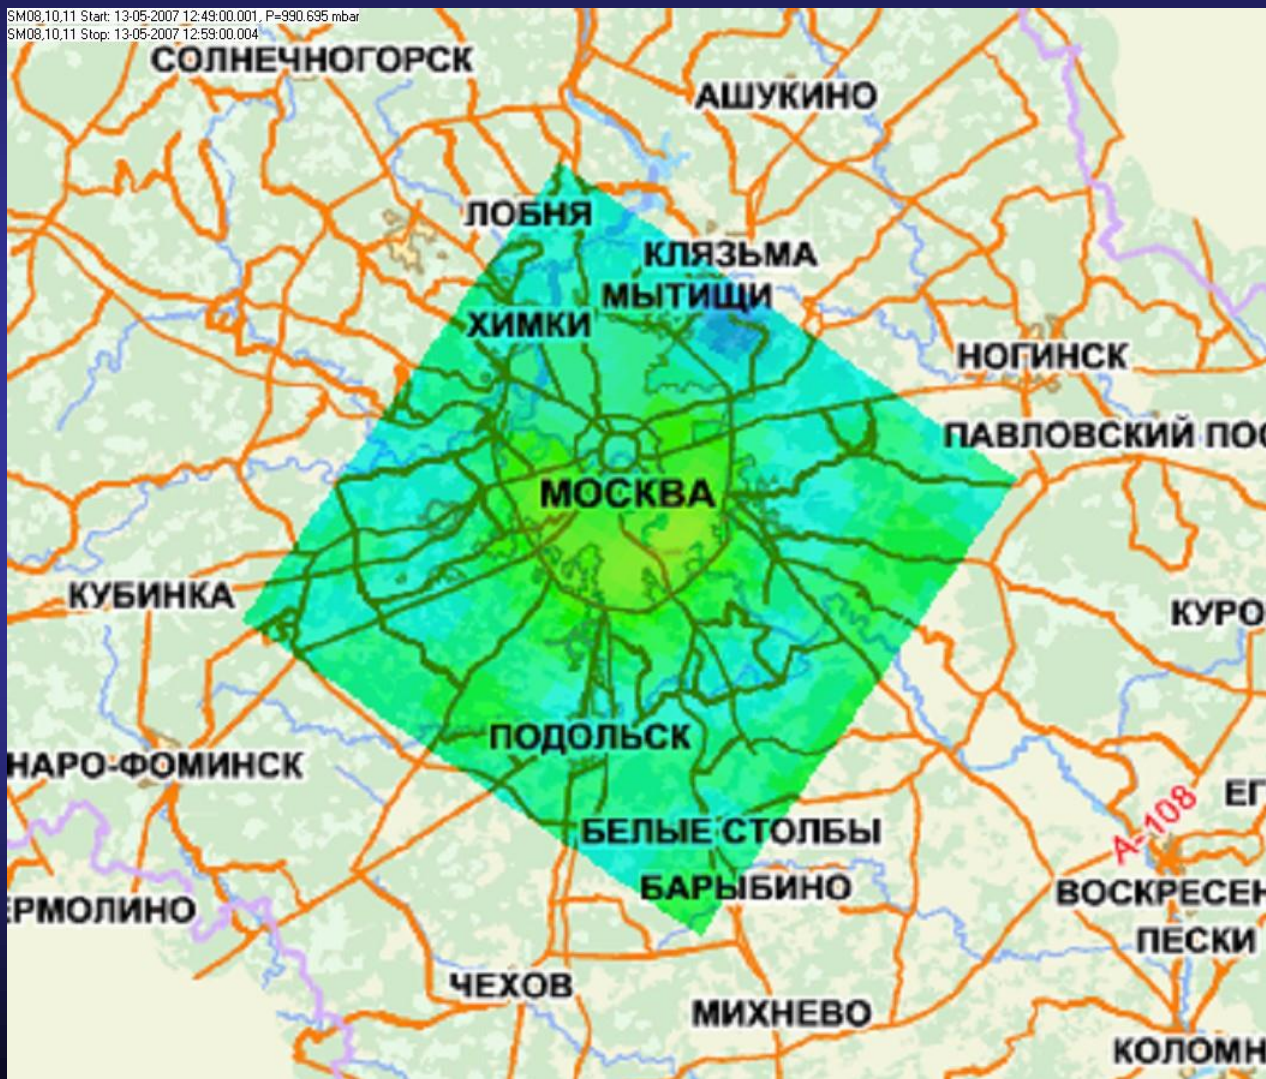 SM08,10,11 Start: 13-05-2007 12:49:00.001, P=990.695 mbar
SM08,10,11 Stop: 13-05-2007 12:59:00.004
СОЛНЕЧНОГОРСК
АШУКИНО
ЛОБНЯ
КЛЯЗЬМА
МЫТИЩИ
ХИМКИ
НОГИНСК
ПАВЛОВСКИЙ ПОС
МОСКВА
КУБИНКА
КУРО
ПОДОЛЬСК
НАРО-ФОМИНСК
ЕГ
А-108
БЕЛЫЕ СТОЛБЫ
БАРЫБИНО
ВОСКРЕСЕН
ЕРМОЛИНО
ПЕСКИ
ЧЕХОВ
МИХНЕВО
КОЛОМН